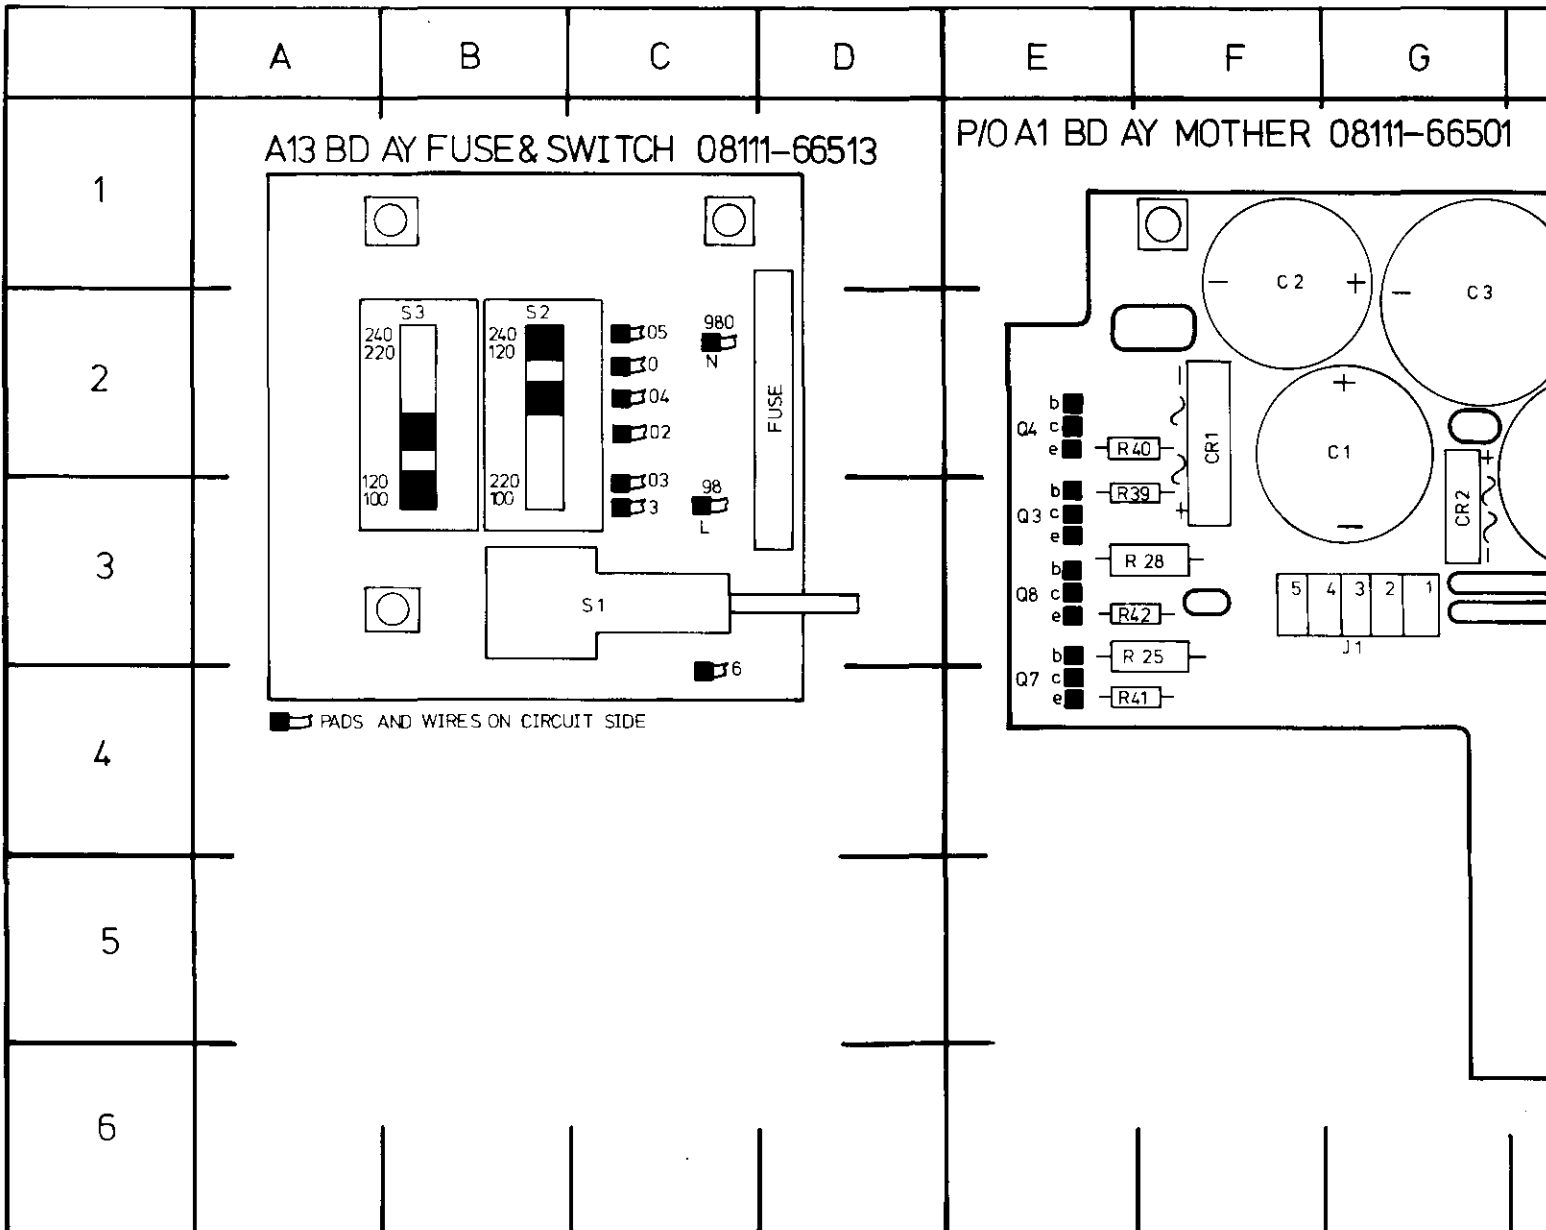 A B C D E F G
1
2
3
4
5
6
A13 BD AY FUSE & SWITCH 08111-66513
S3
240
220
120
100
S2
240
120
220
100
05
0
04
02
03
3
980
N
98
L
FUSE
S1
6
PADS AND WIRES ON CIRCUIT SIDE
P/O A1 BD AY MOTHER 08111-66501
- C2 +
- C3
+
C1
-
b
Q4 c
e
R40
- ~ ~ +
CR1
b
Q3 c
e
R39
R 28
b
Q8 c
e
R42
b
Q7 c
e
R 25
R41
CR2
+ ~ ~ -
5 4 3 2 1
J1